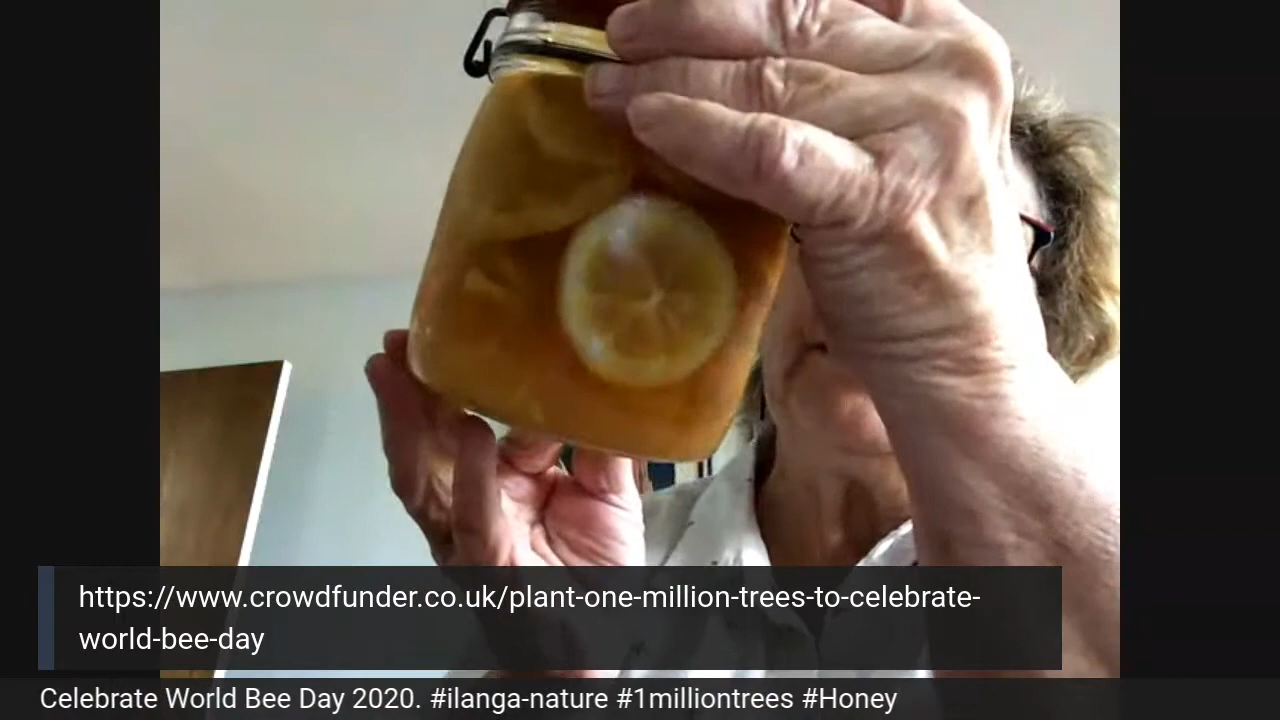 https://www.crowdfunder.co.uk/plant-one-million-trees-to-celebrate-
world-bee-day
Celebrate World Bee Day 2020. #ilanga-nature #1milliontrees #Honey